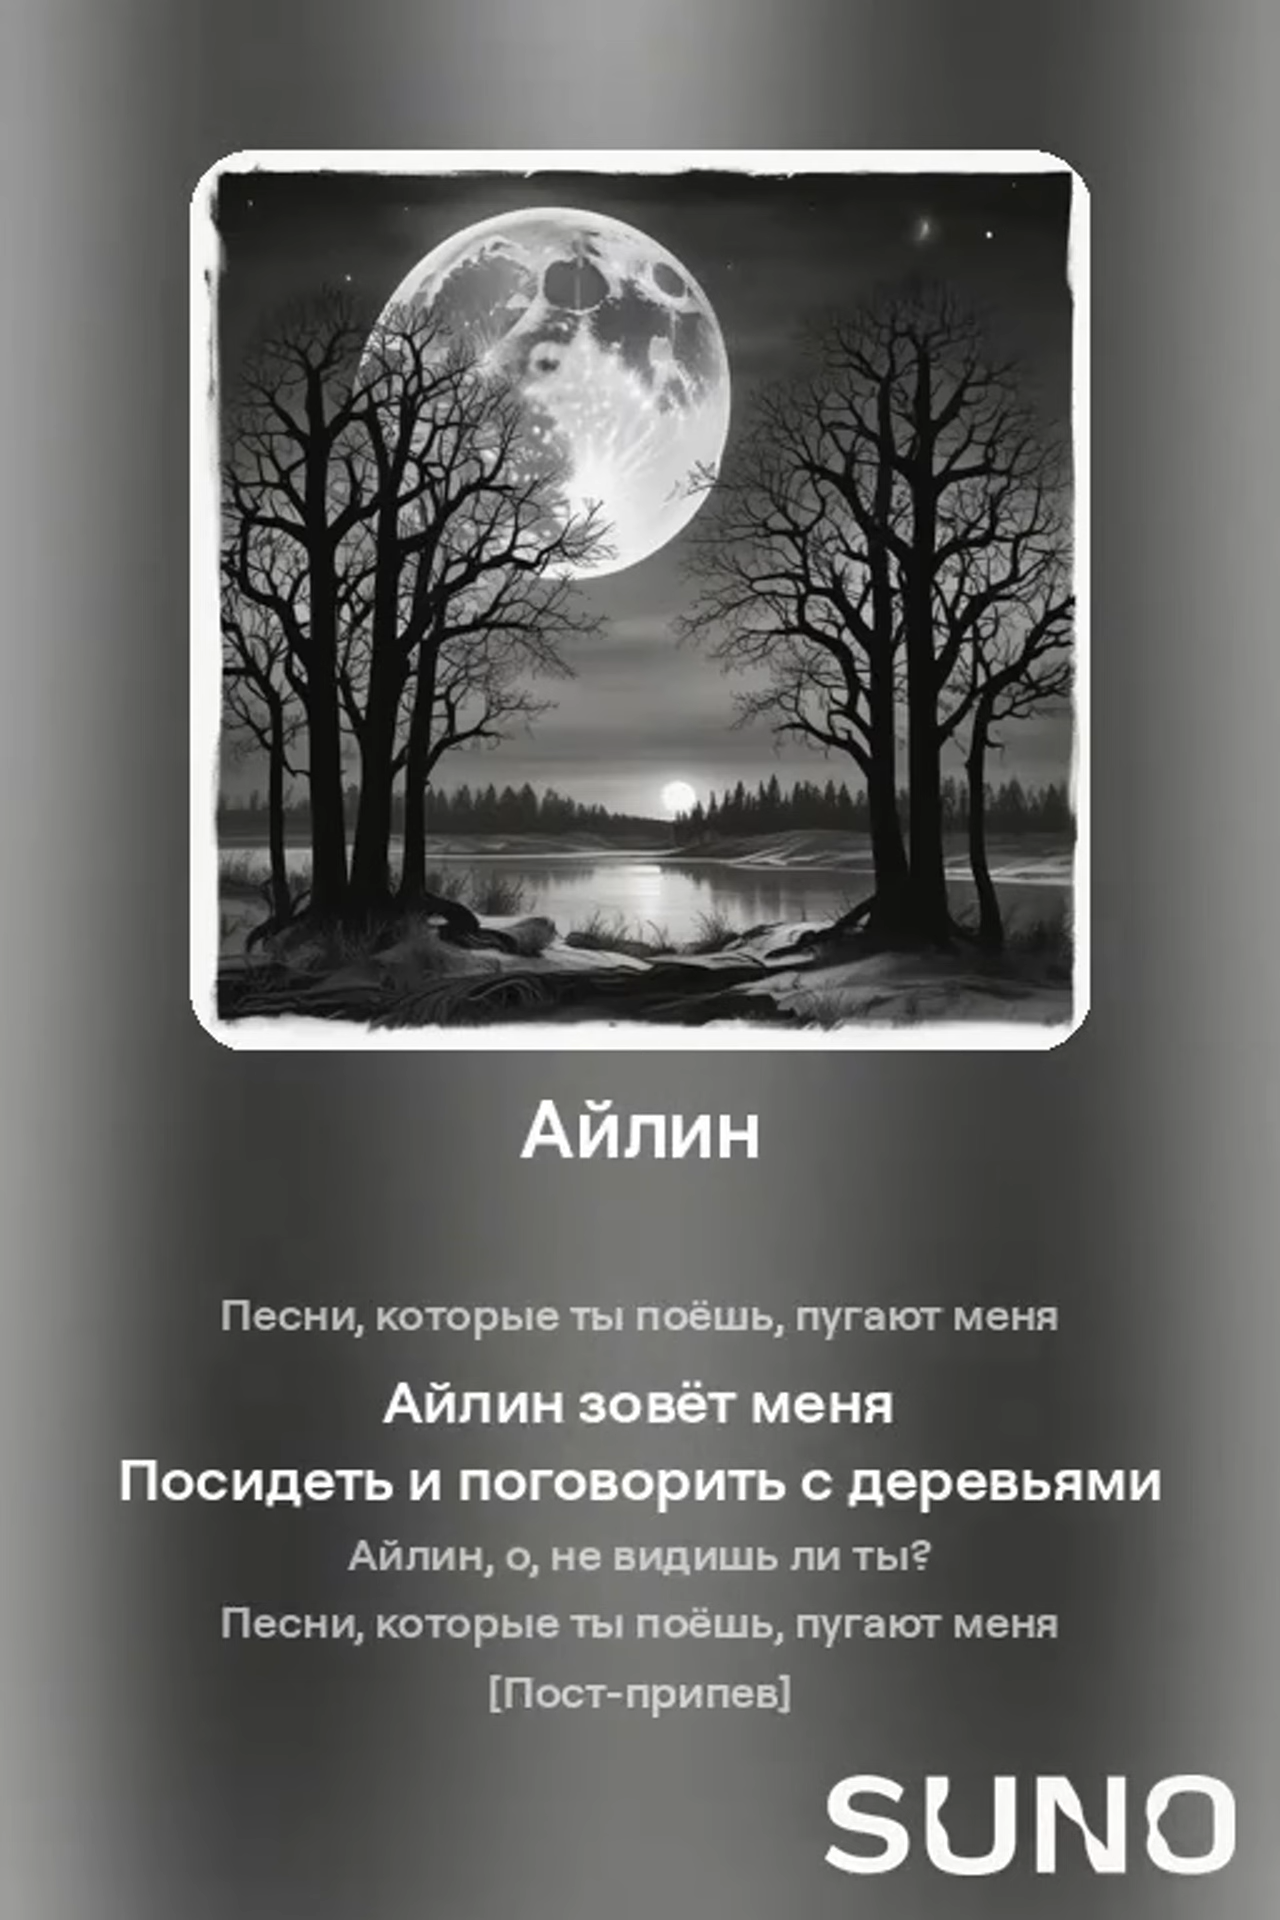 Айлин
Песни, которые ты поёшь, пугают меня
Айлин зовёт меня
Посидеть и поговорить с деревьями
Айлин, о, не видишь ли ты?
Песни, которые ты поёшь, пугают меня
[Пост-припев]
SUNO